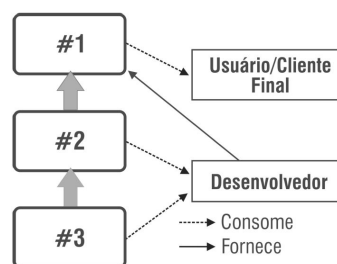 #1
Usuário/Cliente
Final
#2
Desenvolvedor
#3
Consome
Fornece